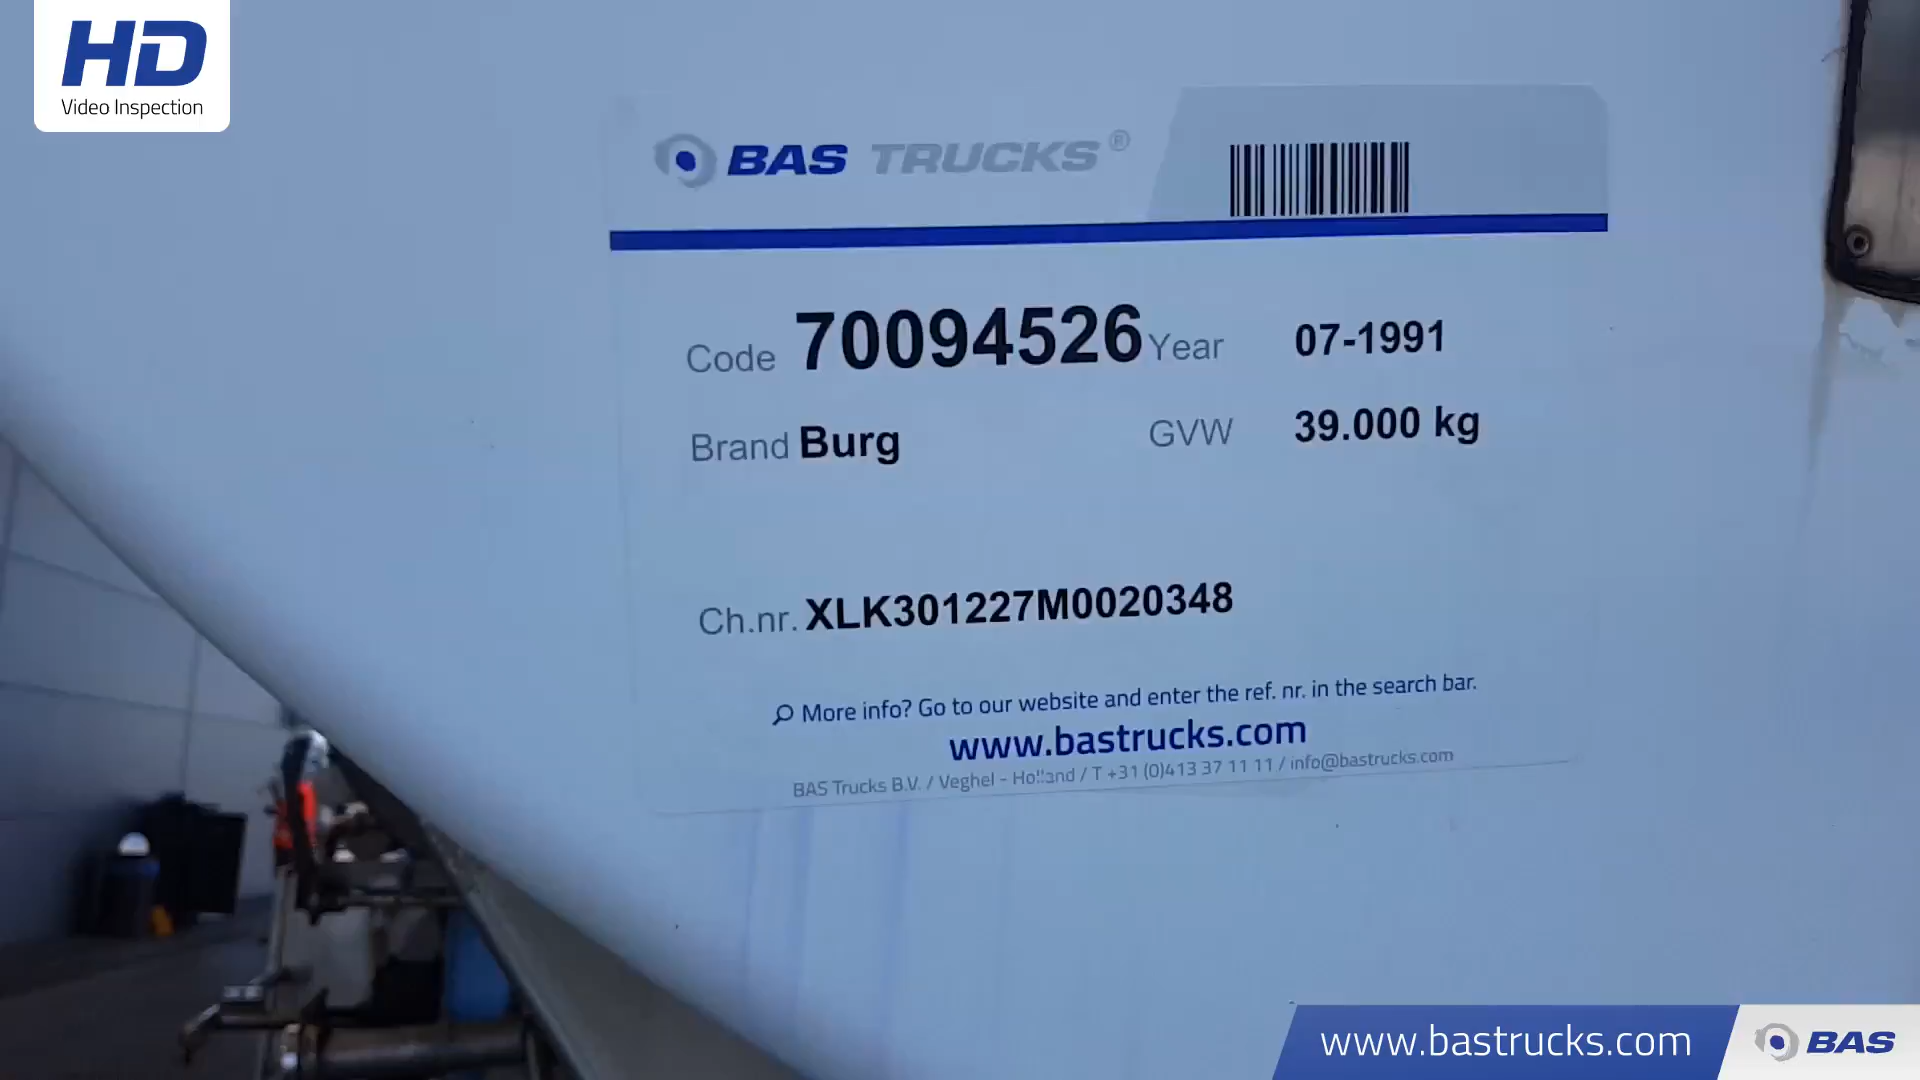 HD
Video Inspection
BAS TRUCKS®
Code 70094526 Year 07-1991
Brand Burg GVW 39.000 kg
Ch.nr. XLK301227M0020348
More info? Go to our website and enter the ref. nr. in the search bar.
www.bastrucks.com
BAS Trucks B.V. / Veghel - Holland / T +31 (0)413 37 11 11 / info@bastrucks.com
www.bastrucks.com BAS